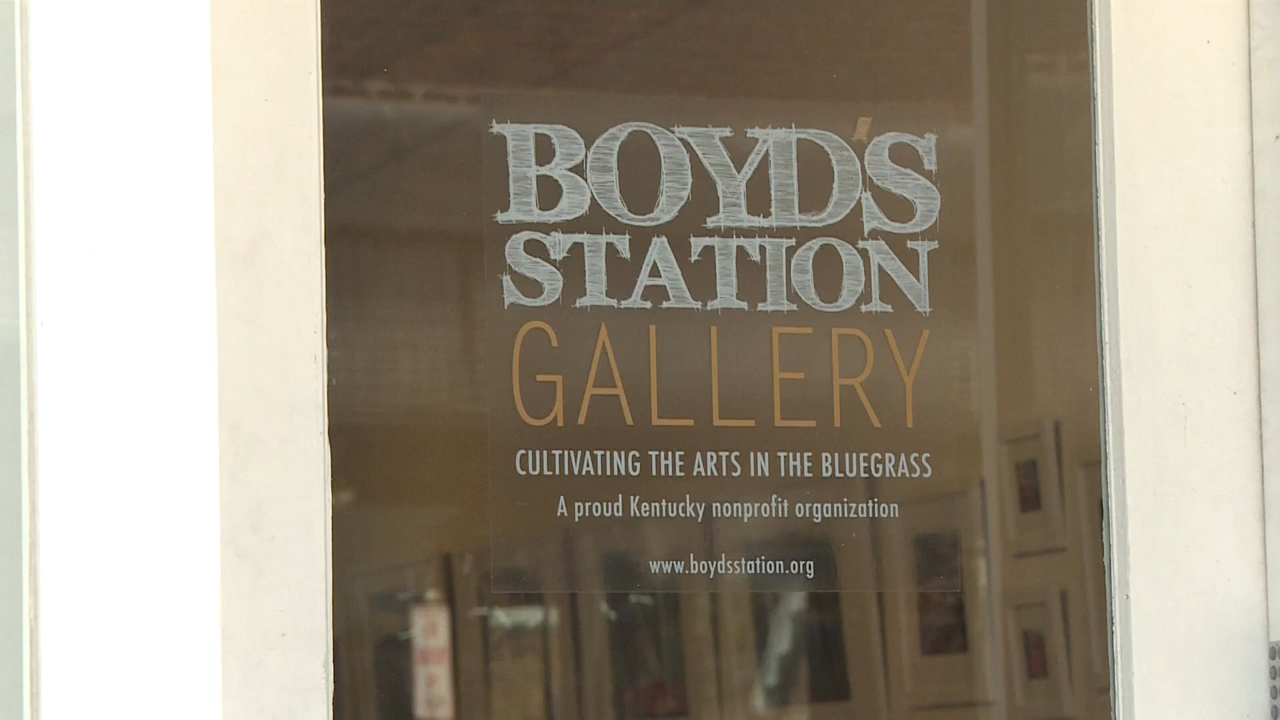 BOYD'S
STATION
GALLERY
CULTIVATING THE ARTS IN THE BLUEGRASS
A proud Kentucky nonprofit organization
www.boydsstation.org